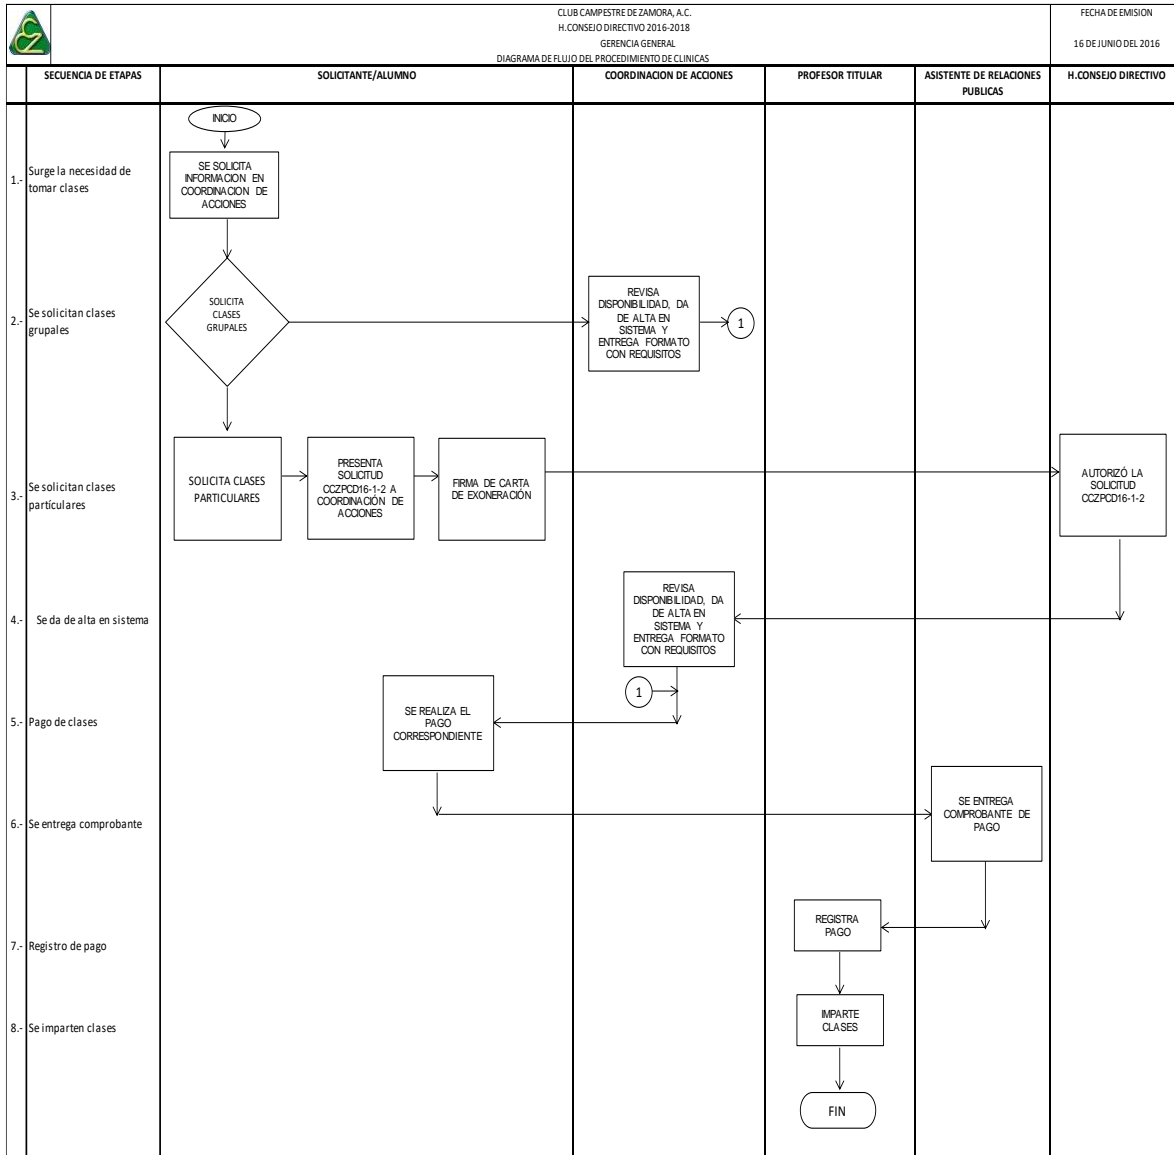 CLUB CAMPESTRE DE ZAMORA, A.C.
H.CONSEJO DIRECTIVO 2016-2018
GERENCIA GENERAL
DIAGRAMA DE FLUJO DEL PROCEDIMIENTO DE CLINICAS
FECHA DE EMISION
16 DE JUNIO DEL 2016
SECUENCIA DE ETAPAS
SOLICITANTE/ALUMNO
COORDINACION DE ACCIONES
PROFESOR TITULAR
ASISTENTE DE RELACIONES
PUBLICAS
H.CONSEJO DIRECTIVO
INICIO
1.-
Surge la necesidad de
tomar clases
SE SOLICITA
INFORMACION EN
COORDINACION DE
ACCIONES
2.-
Se solicitan clases
grupales
SOLICITA
CLASES
GRUPALES
REVISA
DISPONIBILIDAD, DA
DE ALTA EN
SISTEMA Y
ENTREGA FORMATO
CON REQUISITOS
1
3.-
Se solicitan clases
partículares
SOLICITA CLASES
PARTICULARES
PRESENTA
SOLICITUD
CCZPCD16-1-2 A
COORDINACIÓN DE
ACCIONES
FIRMA DE CARTA
DE EXONERACIÓN
AUTORIZÓ LA
SOLICITUD
CCZPCD16-1-2
4.-
Se da de alta en sistema
REVISA
DISPONIBILIDAD, DA
DE ALTA EN
SISTEMA Y
ENTREGA FORMATO
CON REQUISITOS
1
5.-
Pago de clases
SE REALIZA EL
PAGO
CORRESPONDIENTE
6.-
Se entrega comprobante
SE ENTREGA
COMPROBANTE DE
PAGO
7.-
Registro de pago
REGISTRA
PAGO
8.-
Se imparten clases
IMPARTE
CLASES
FIN